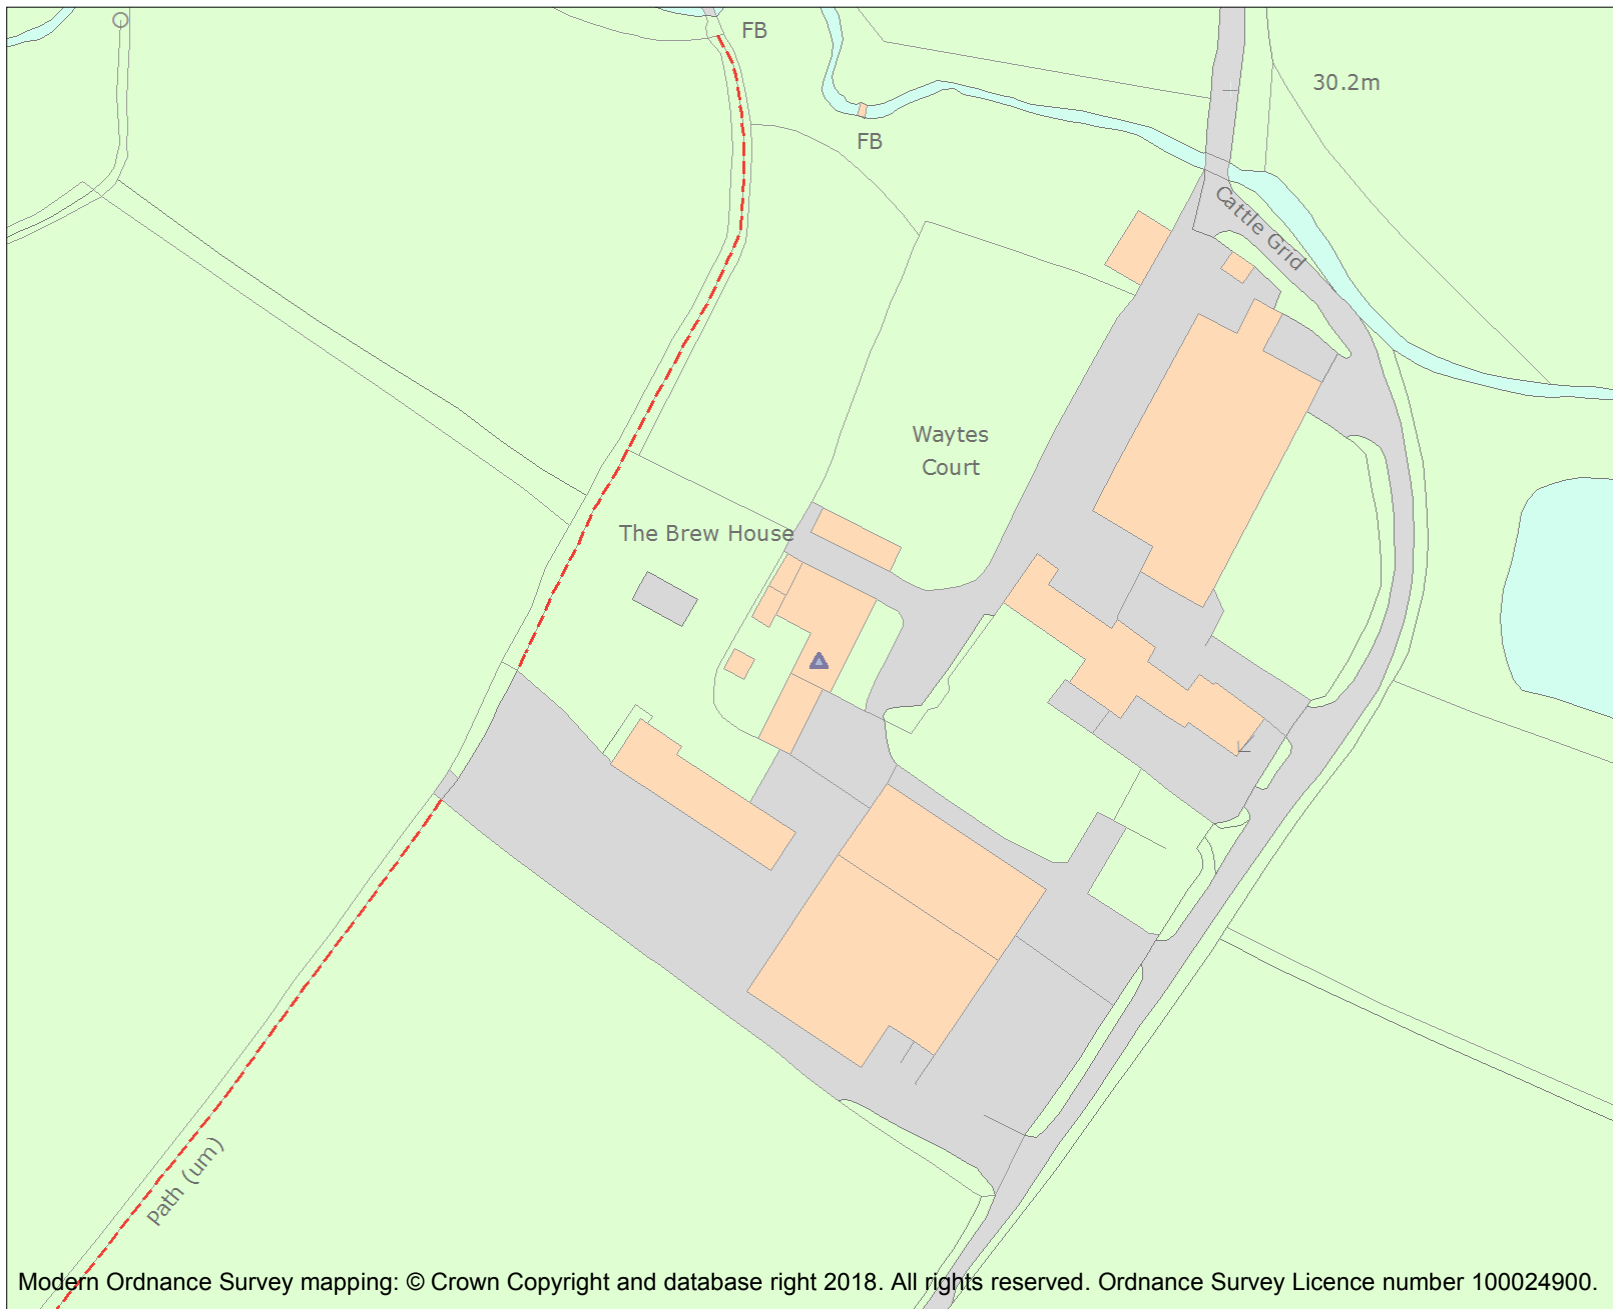 FB
30.2m
FB
Cattle Grid
Waytes
Court
The Brew House
Path (um)
Modern Ordnance Survey mapping: © Crown Copyright and database right 2018. All rights reserved. Ordnance Survey Licence number 100024900.